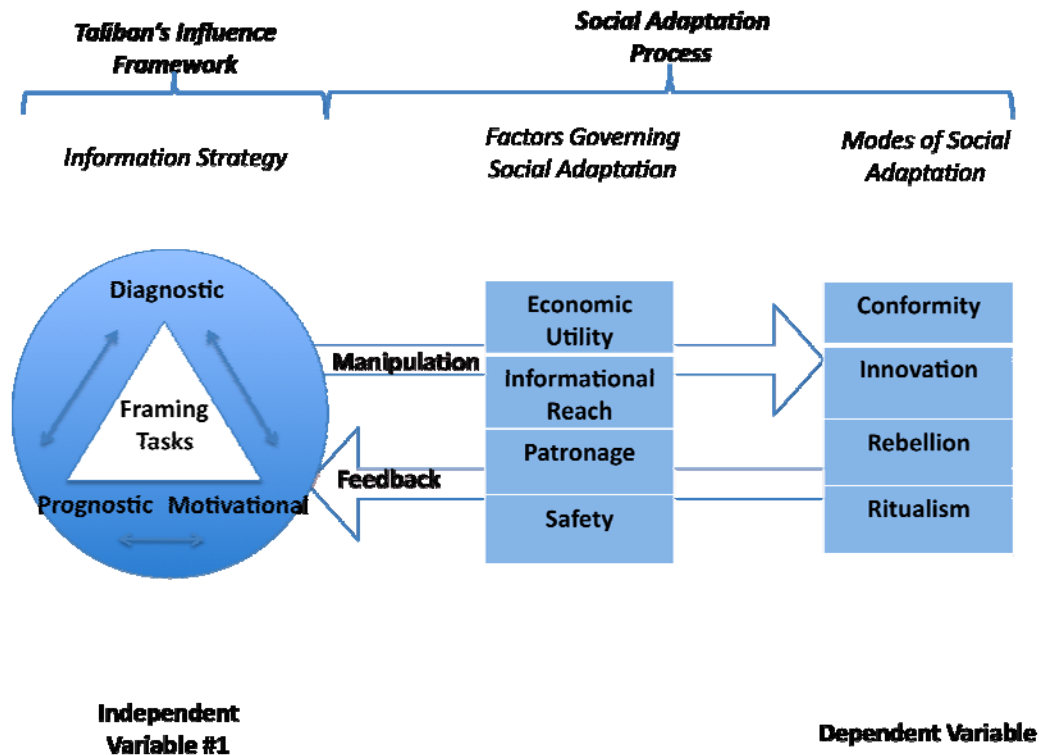 Taliban's Influence
Framework
Social Adaptation
Process
Information Strategy
Factors Governing
Social Adaptation
Modes of Social
Adaptation
Diagnostic
Framing
Tasks
Prognostic
Motivational
Manipulation
Feedback
Economic
Utility
Informational
Reach
Patronage
Safety
Conformity
Innovation
Rebellion
Ritualism
Independent
Variable #1
Dependent Variable